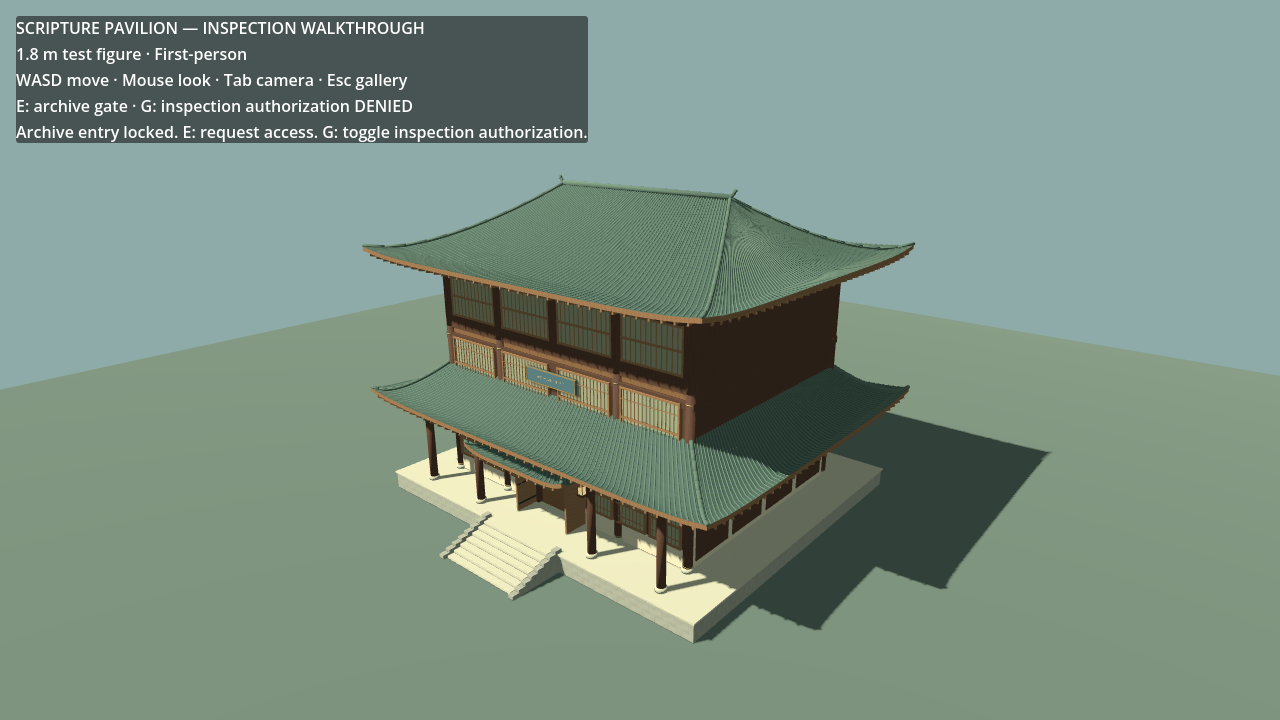 SCRIPTURE PAVILION — INSPECTION WALKTHROUGH
1.8 m test figure · First-person
WASD move · Mouse look · Tab camera · Esc gallery
E: archive gate · G: inspection authorization DENIED
Archive entry locked. E: request access. G: toggle inspection authorization.